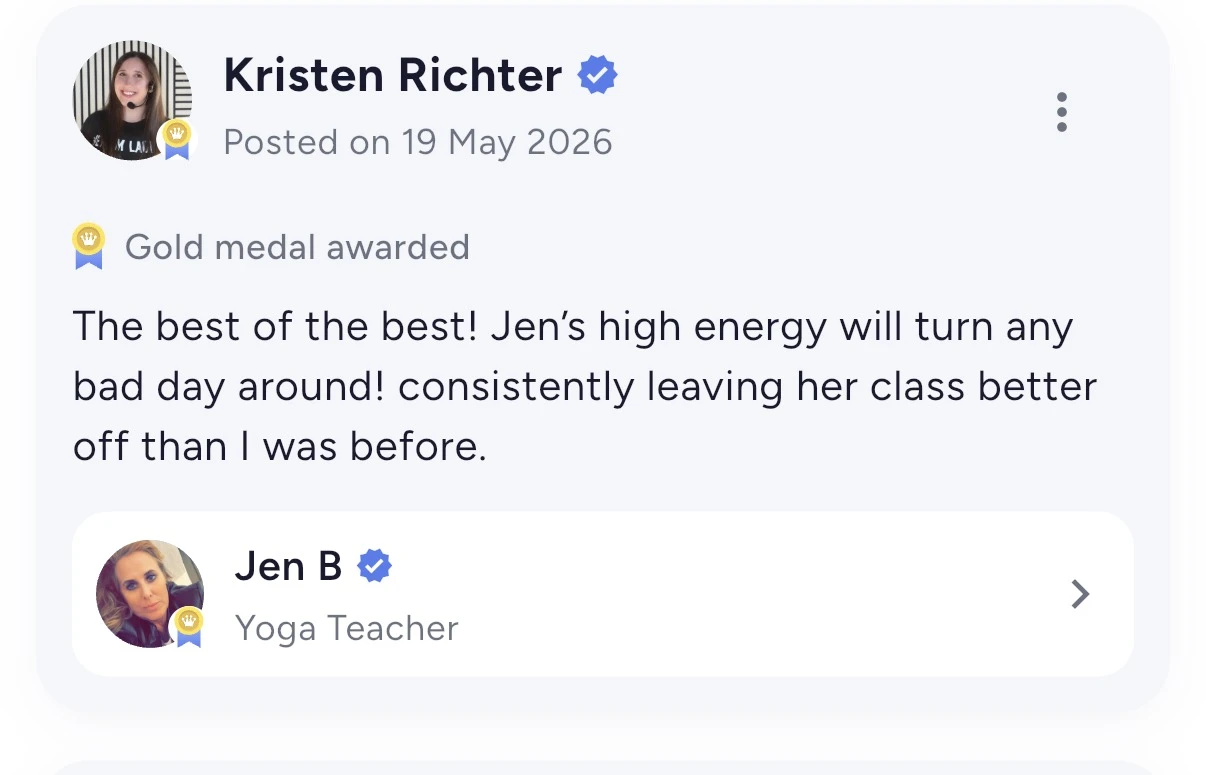 Kristen Richter
Posted on 19 May 2026
Gold medal awarded
The best of the best! Jen’s high energy will turn any
bad day around! consistently leaving her class better
off than I was before.
Jen B
Yoga Teacher